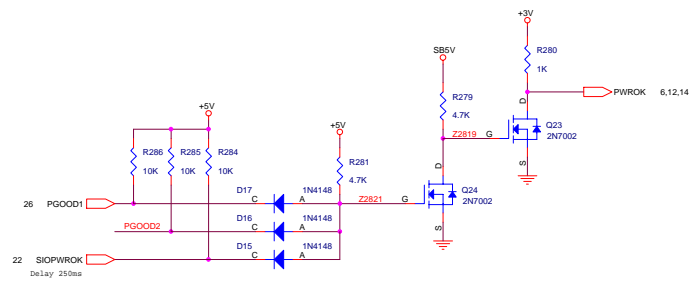 +3V
R280
1K
PWROK 6,12,14
SB5V
R279
4.7K
D
Q23
Z2819 G
2N7002
S
+5V
+5V
R286 R285 R284
10K 10K 10K
R281
4.7K
D
D17 1N4148
Q24
26 PGOOD1 C A Z2821 G
2N7002
D16 1N4148
S
PGOOD2 C A
D15 1N4148
22 SIOPWROK C A
Delay 250ms